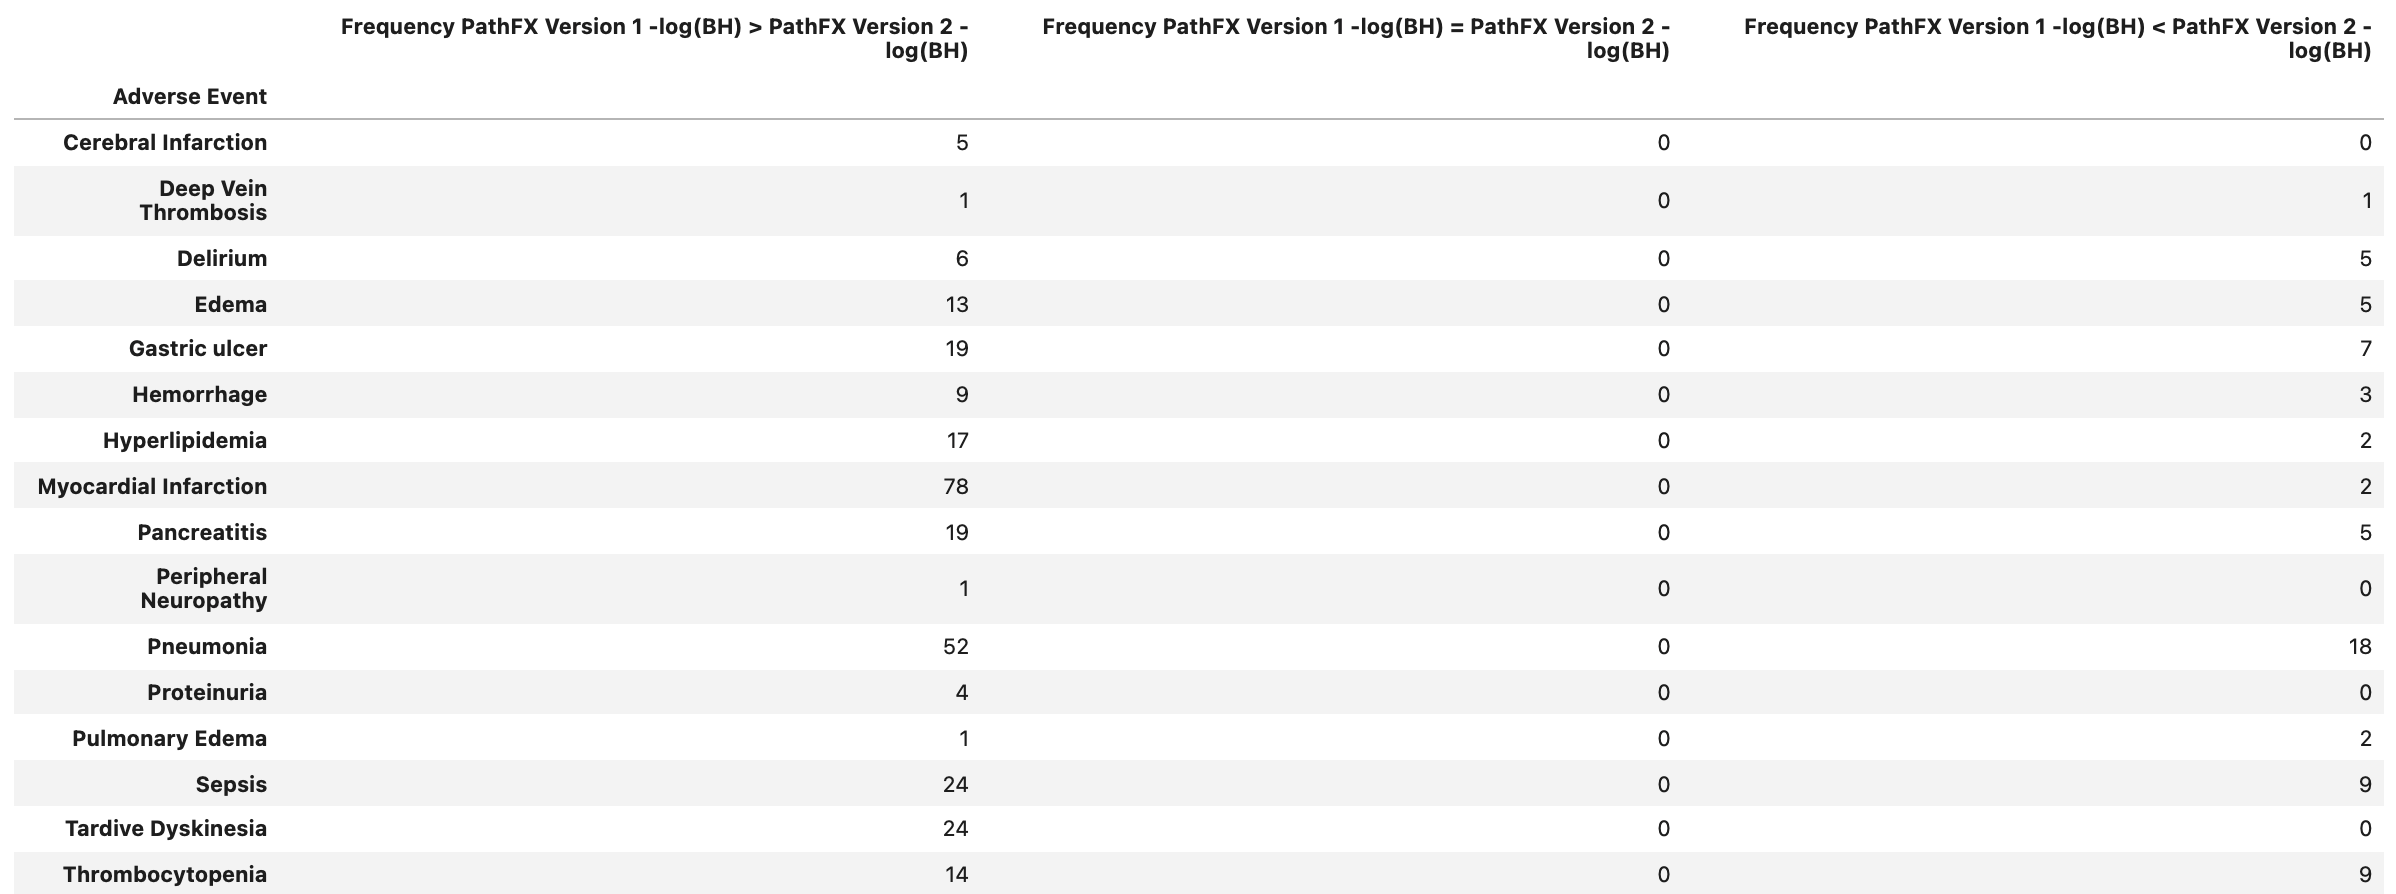 Frequency PathFX Version 1 -log(BH) > PathFX Version 2 - Frequency PathFX Version 1 -log(BH) = PathFX Version 2 - Frequency PathFX Version 1 -log(BH) < PathFX Version 2 -
log(BH) log(BH) log(BH)
Adverse Event
Cerebral Infarction 5 0 0
Deep Vein
Thrombosis 1 0 1
Delirium 6 0 5
Edema 13 0 5
Gastric ulcer 19 0 7
Hemorrhage 9 0 3
Hyperlipidemia 17 0 2
Myocardial Infarction 78 0 2
Pancreatitis 19 0 5
Peripheral
Neuropathy 1 0 0
Pneumonia 52 0 18
Proteinuria 4 0 0
Pulmonary Edema 1 0 2
Sepsis 24 0 9
Tardive Dyskinesia 24 0 0
Thrombocytopenia 14 0 9